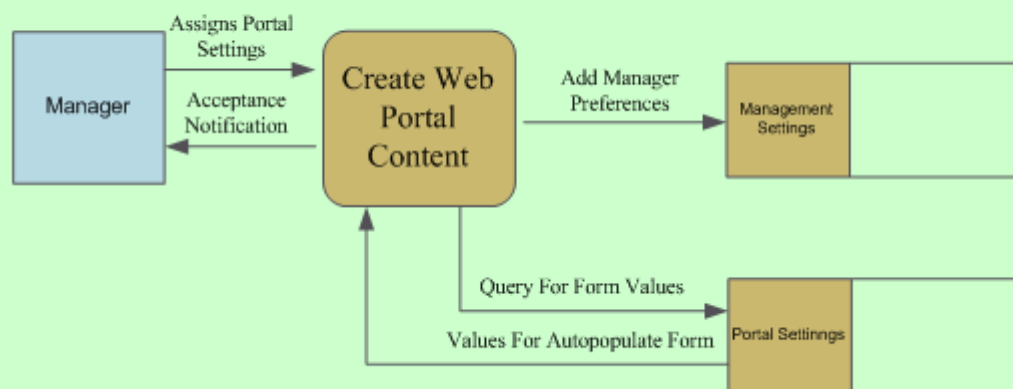 Assigns Portal
Settings
Manager
Acceptance
Notification
Create Web
Portal
Content
Add Manager
Preferences
Management
Settings
Query For Form Values
Values For Autopopulate Form
Portal Settinngs